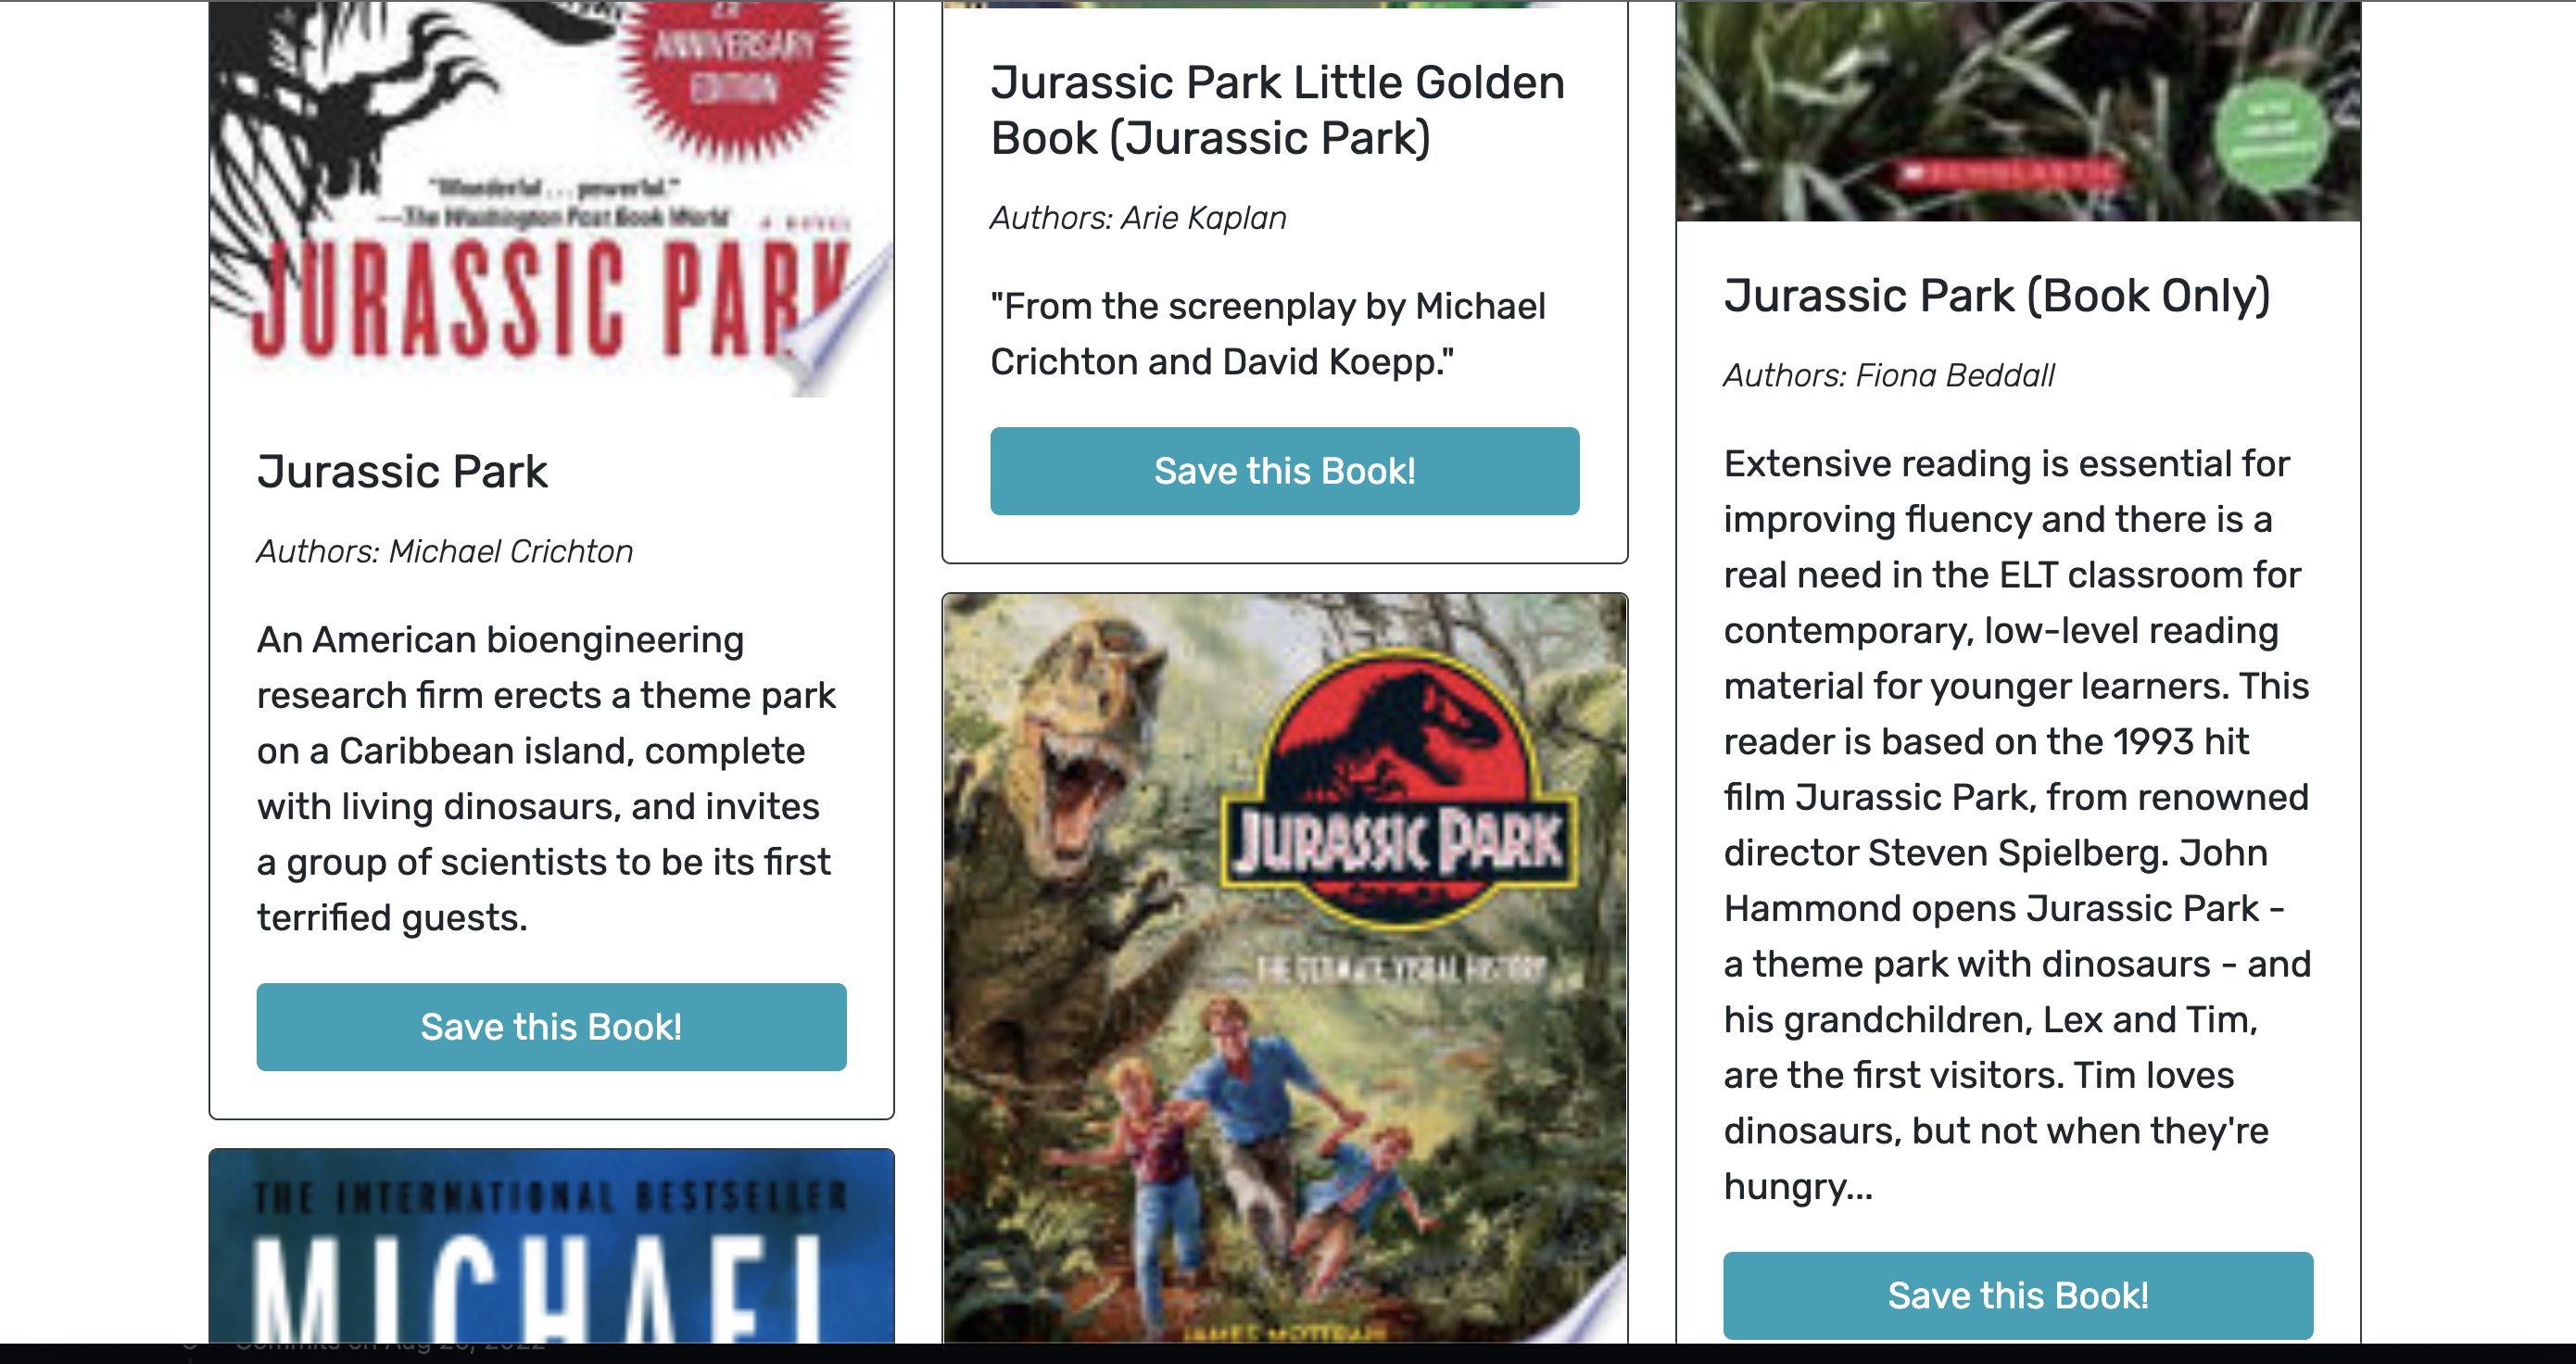 ANNIVERSARY
EDITION
"Wonderful . . . powerful."
—The Washington Post Book World
A NOVEL
JURASSIC PARK
Jurassic Park
Authors: Michael Crichton
An American bioengineering
research firm erects a theme park
on a Caribbean island, complete
with living dinosaurs, and invites
a group of scientists to be its first
terrified guests.
Save this Book!
THE INTERNATIONAL BESTSELLER
MICHAEL
Jurassic Park Little Golden
Book (Jurassic Park)
Authors: Arie Kaplan
"From the screenplay by Michael
Crichton and David Koepp."
Save this Book!
JURASSIC PARK
THE ULTIMATE VISUAL HISTORY
JAMES MOTTRAM
SCHOLASTIC
Jurassic Park (Book Only)
Authors: Fiona Beddall
Extensive reading is essential for
improving fluency and there is a
real need in the ELT classroom for
contemporary, low-level reading
material for younger learners. This
reader is based on the 1993 hit
film Jurassic Park, from renowned
director Steven Spielberg. John
Hammond opens Jurassic Park -
a theme park with dinosaurs - and
his grandchildren, Lex and Tim,
are the first visitors. Tim loves
dinosaurs, but not when they're
hungry...
Save this Book!
Commits on Aug 2022